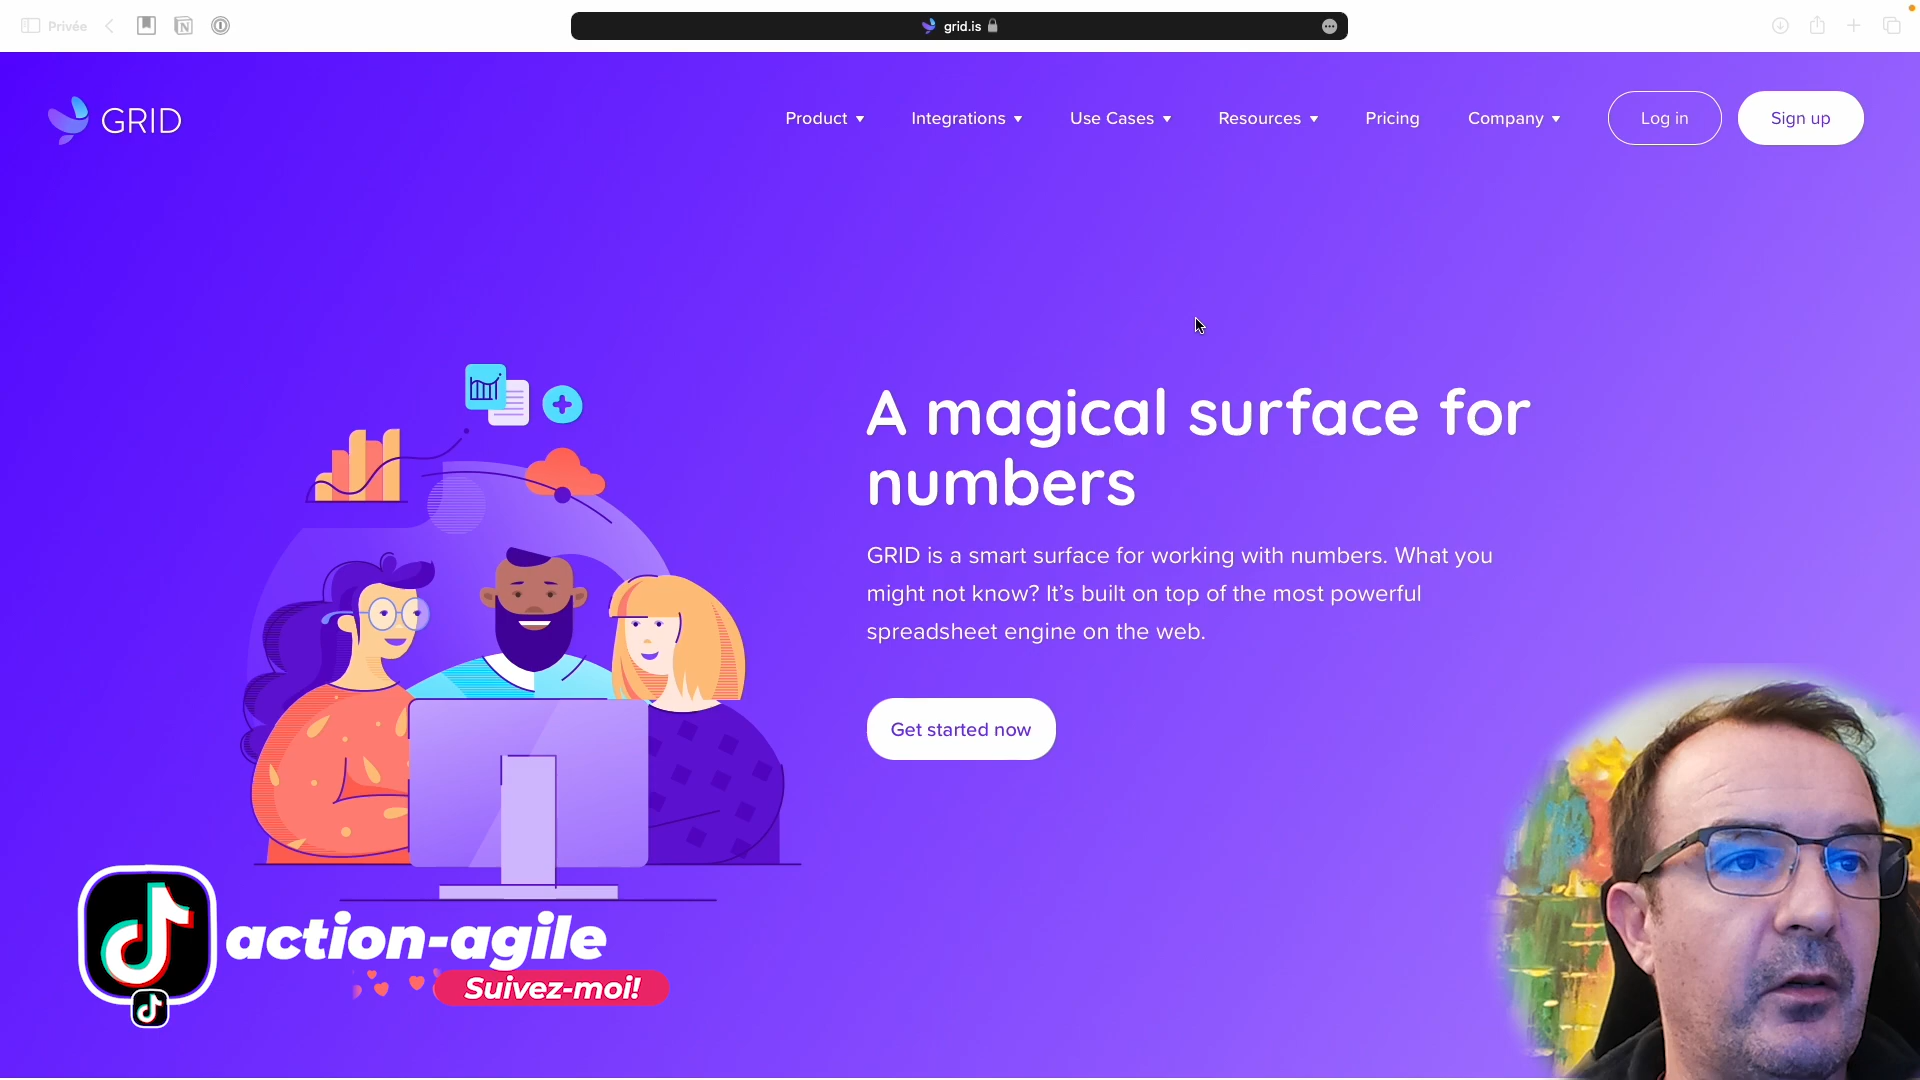 Privée
grid.is
GRID
Product
Integrations
Use Cases
Resources
Pricing
Company
Log in
Sign up
A magical surface for
numbers
GRID is a smart surface for working with numbers. What you
might not know? It’s built on top of the most powerful
spreadsheet engine on the web.
Get started now
action-agile
Suivez-moi!